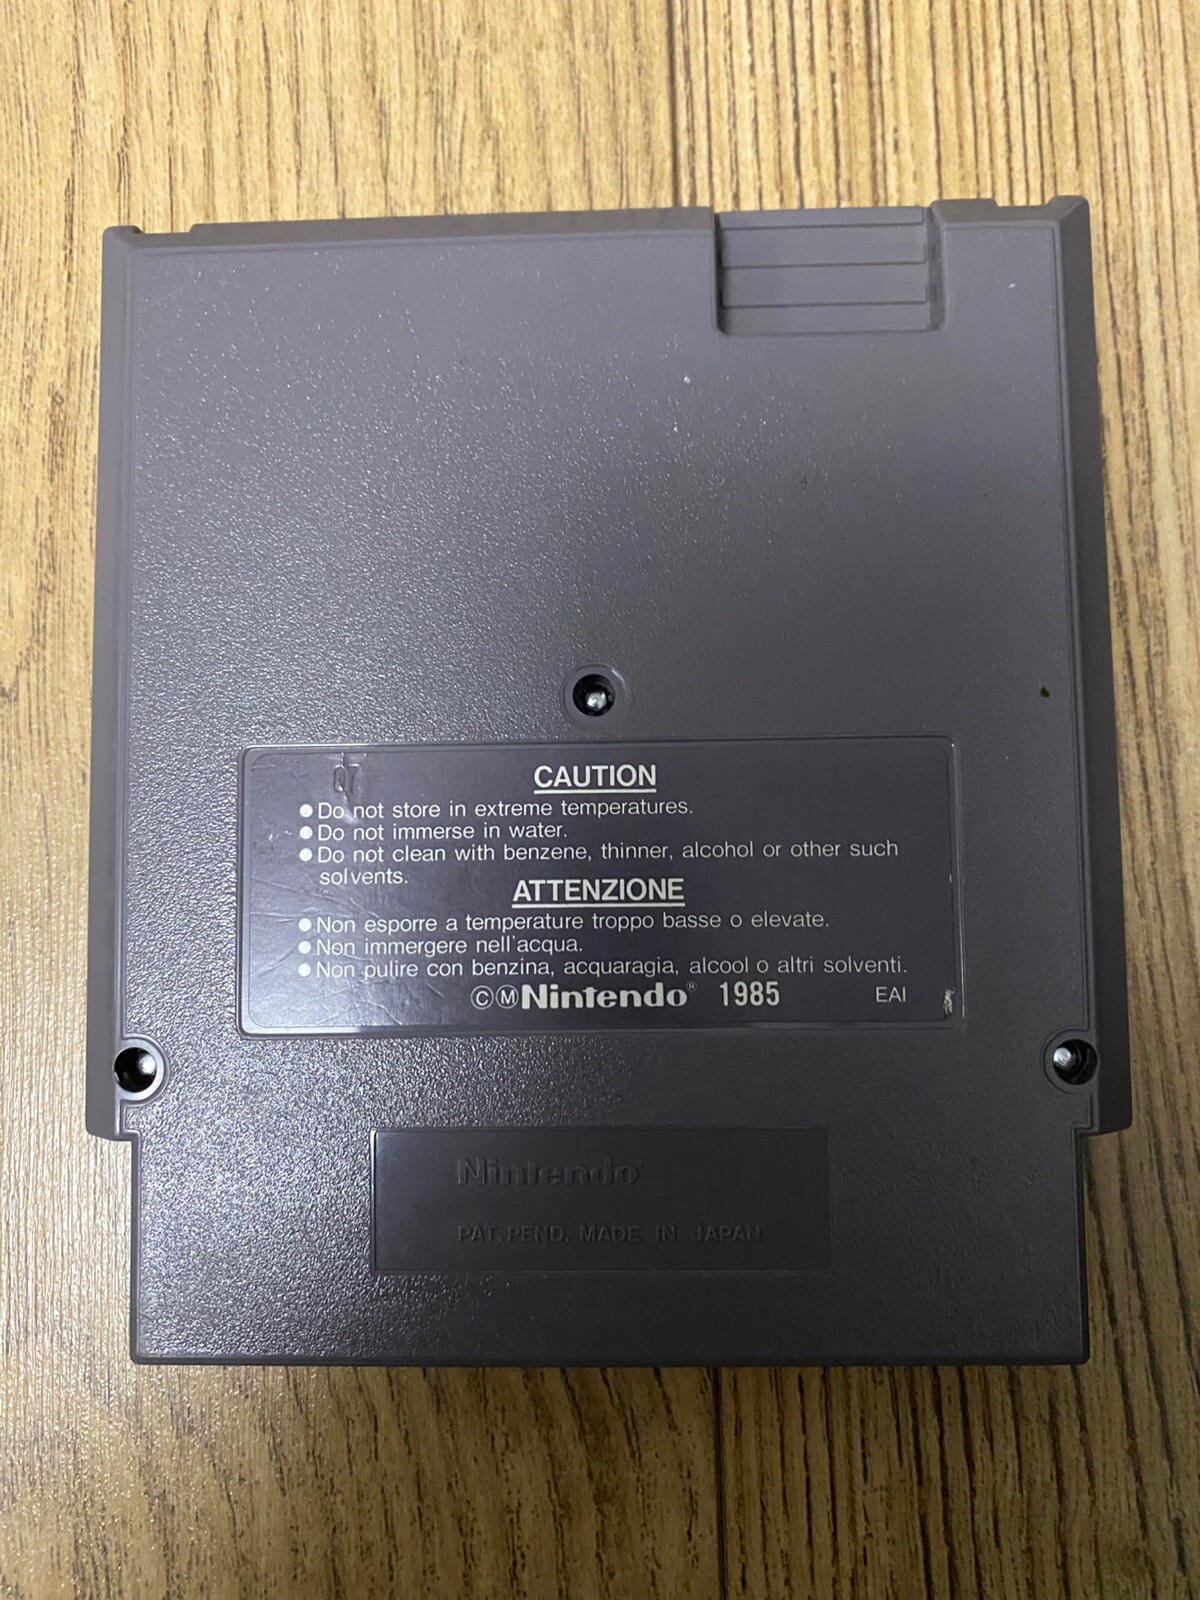 07
CAUTION
●Do not store in extreme temperatures.
●Do not immerse in water.
●Do not clean with benzene, thinner, alcohol or other such
solvents.
ATTENZIONE
●Non esporre a temperature troppo basse o elevate.
●Non immergere nell'acqua.
●Non pulire con benzina, acquaragia, alcool o altri solventi.
©ⓂNintendo® 1985 EAI
Nintendo®
PAT. PEND. MADE IN JAPAN